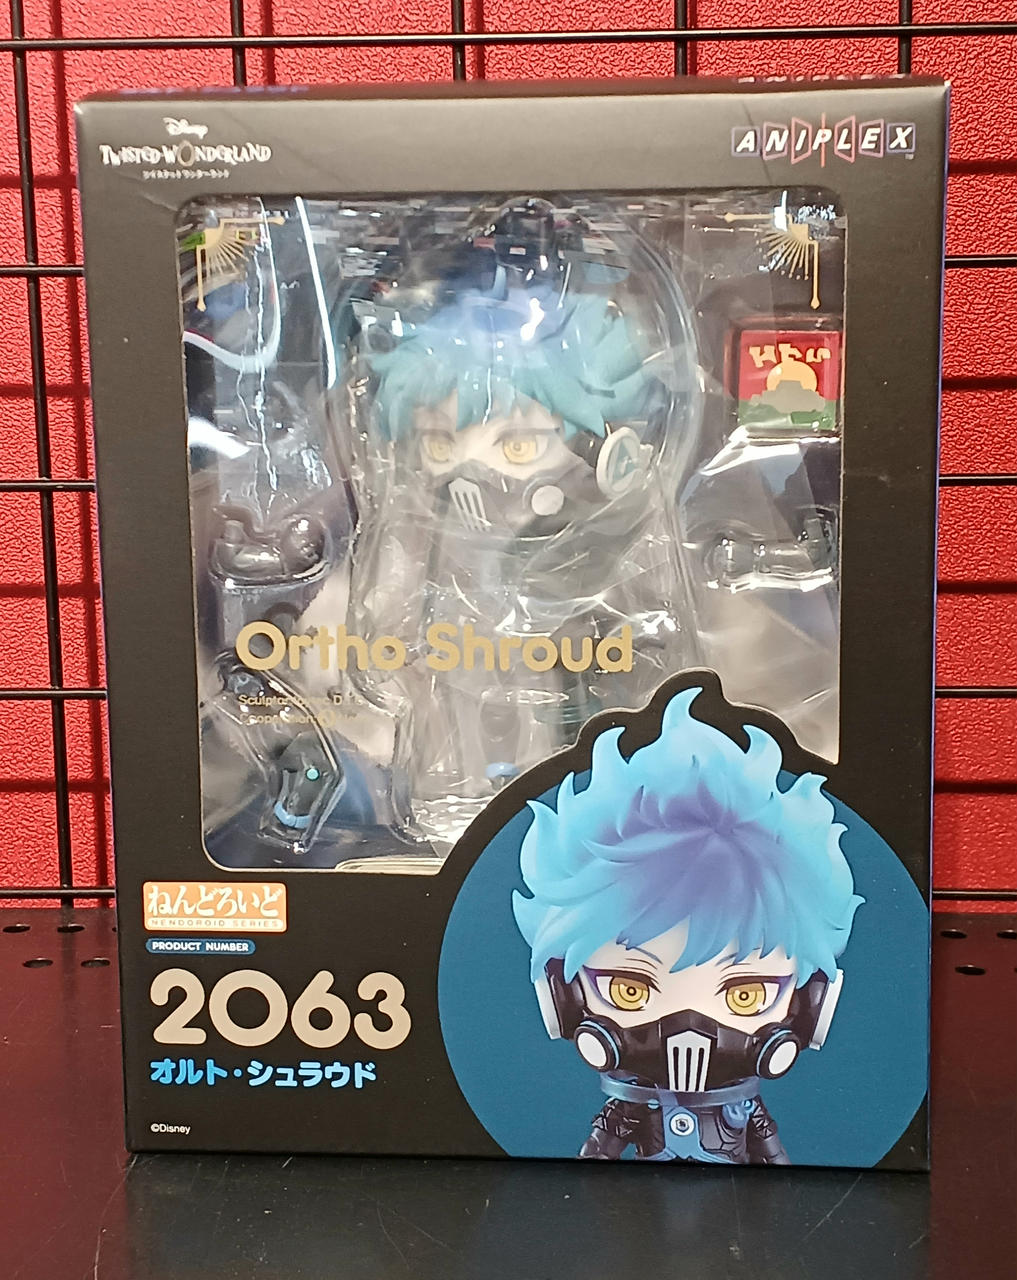 Disney
TWISTED-WONDERLAND
ツイステッドワンダーランド
ANIPLEX
TM
Ortho Shroud
Sculptor
ねんどろいど
NENDOROID SERIES
PRODUCT NUMBER
2063
オルト・シュラウド
©Disney